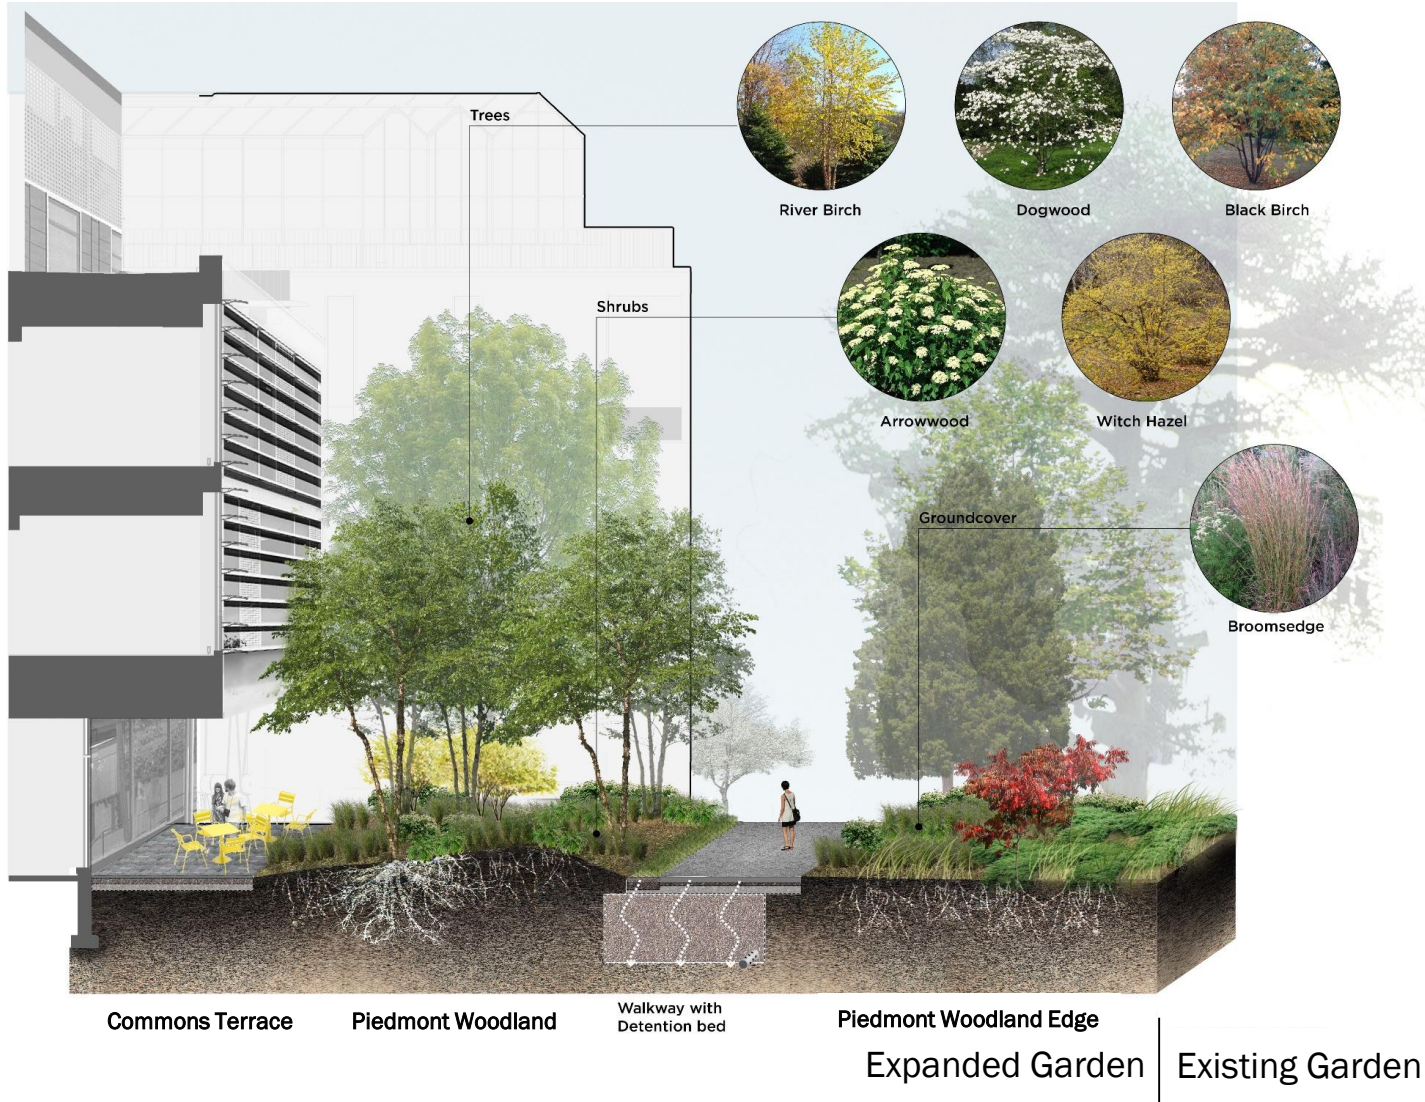 Trees
River Birch
Dogwood
Black Birch
Shrubs
Arrowwood
Witch Hazel
Groundcover
Broomsedge
Commons Terrace
Piedmont Woodland
Walkway with
Detention bed
Piedmont Woodland Edge
Expanded Garden
Existing Garden